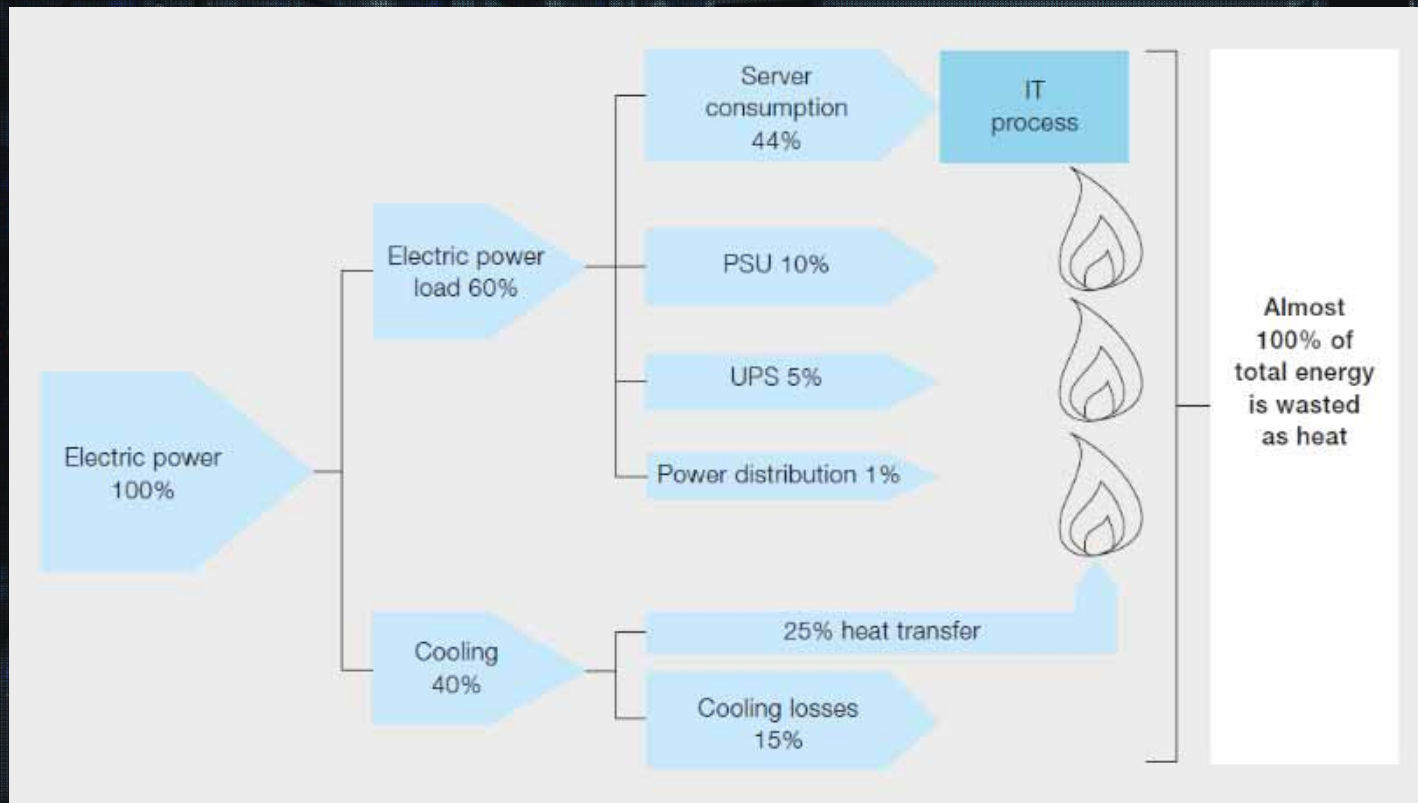 Electric power
100%
Electric power
load 60%
Cooling
40%
Server
consumption
44%
PSU 10%
UPS 5%
Power distribution 1%
25% heat transfer
Cooling losses
15%
IT
process
Almost
100% of
total energy
is wasted
as heat